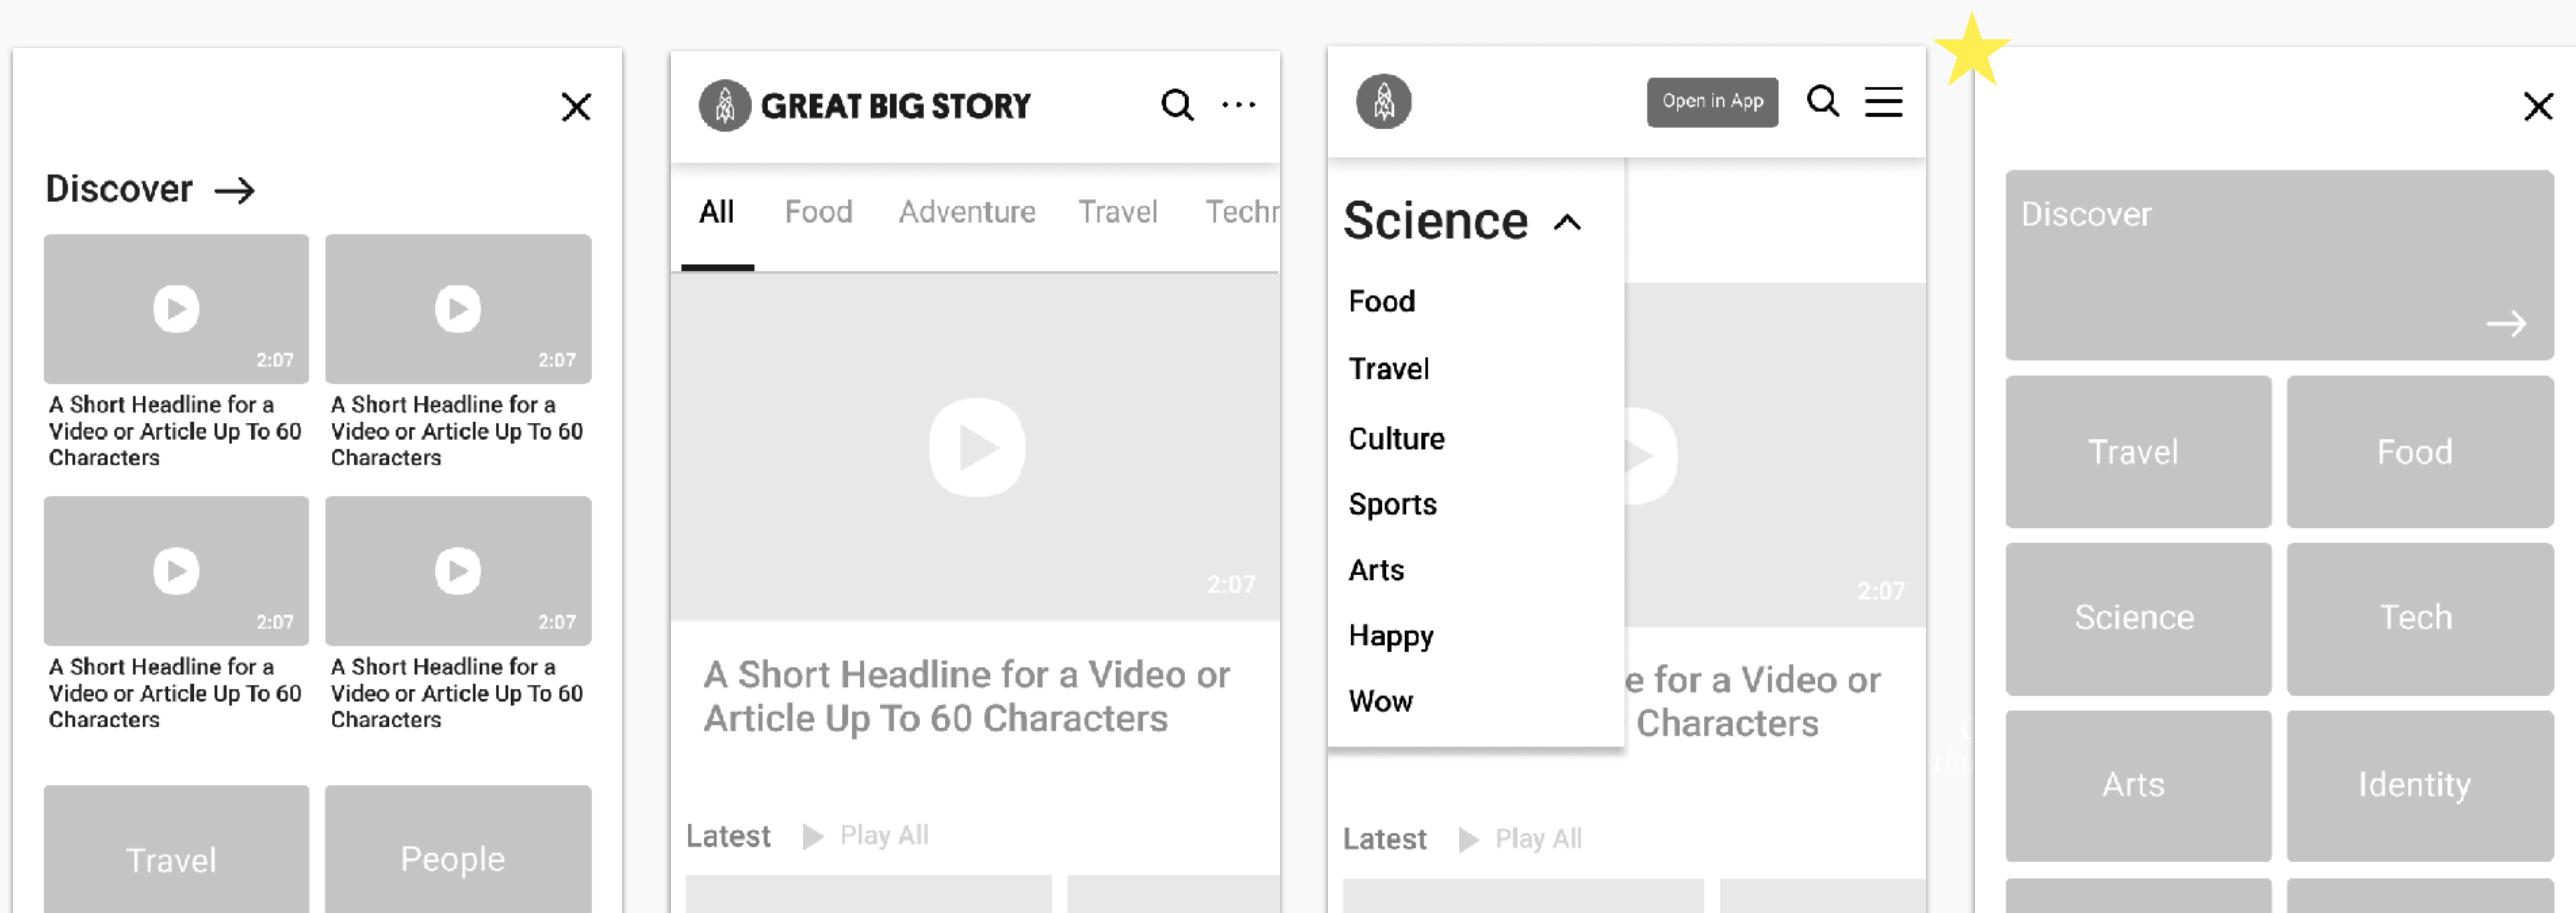 Discover
2:07
2:07
A Short Headline for a
Video or Article Up To 60
Characters
A Short Headline for a
Video or Article Up To 60
Characters
2:07
2:07
A Short Headline for a
Video or Article Up To 60
Characters
A Short Headline for a
Video or Article Up To 60
Characters
Travel
People
GREAT BIG STORY
All
Food
Adventure
Travel
2:07
A Short Headline for a Video or
Article Up To 60 Characters
Latest
Play All
Open in App
Science
Food
Travel
Culture
Sports
Arts
Happy
Wow
2:07
e for a Video or
Characters
Latest
Play All
Discover
Travel
Food
Science
Tech
Arts
Identity